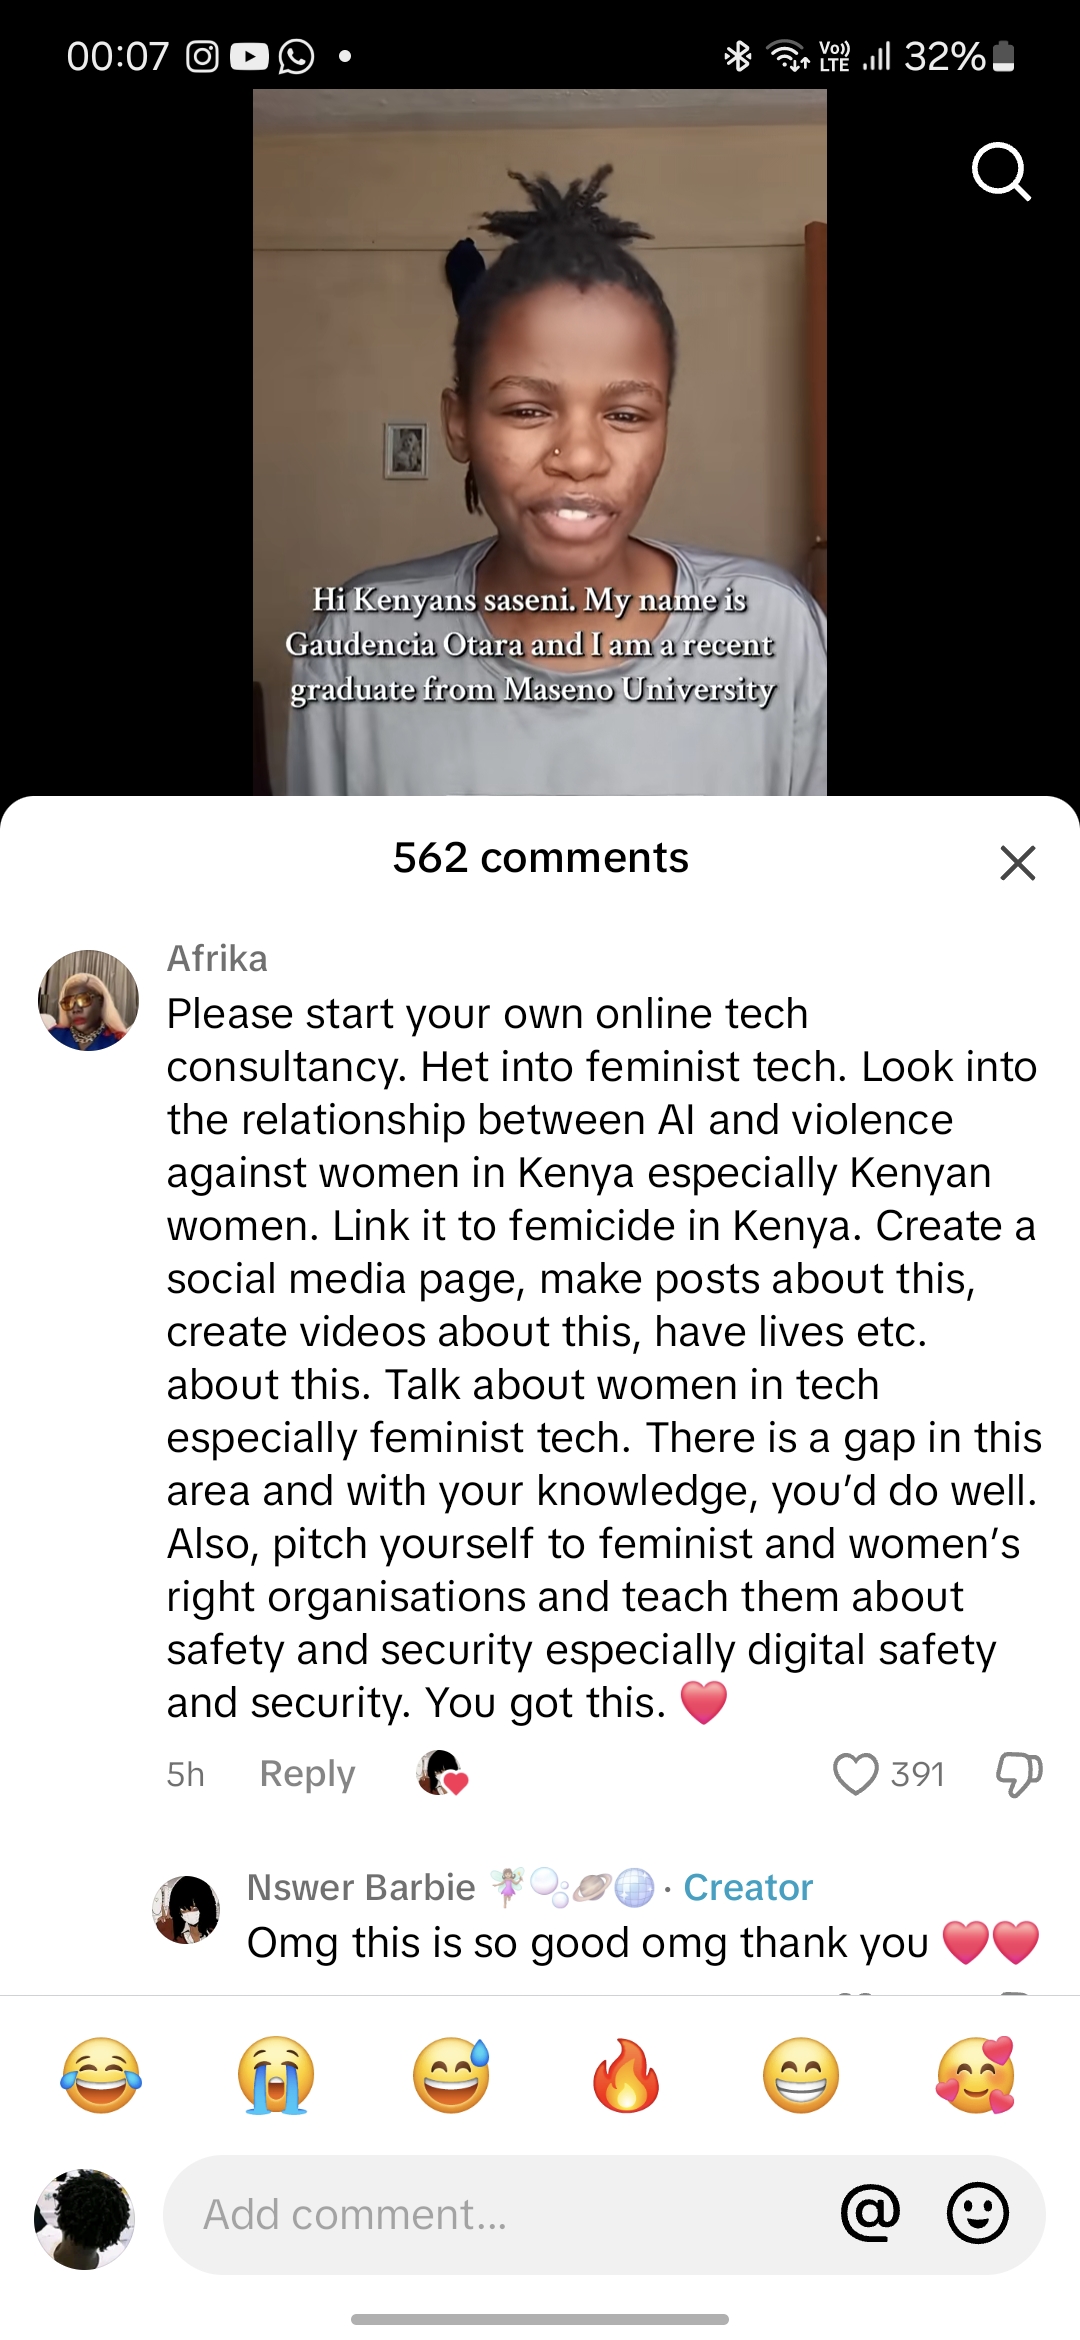 00:07
Vo))
LTE
32%
Hi Kenyans saseni. My name is
Gaudencia Otara and I am a recent
graduate from Maseno University
562 comments
Afrika
Please start your own online tech
consultancy. Het into feminist tech. Look into
the relationship between AI and violence
against women in Kenya especially Kenyan
women. Link it to femicide in Kenya. Create a
social media page, make posts about this,
create videos about this, have lives etc.
about this. Talk about women in tech
especially feminist tech. There is a gap in this
area and with your knowledge, you’d do well.
Also, pitch yourself to feminist and women’s
right organisations and teach them about
safety and security especially digital safety
and security. You got this. ❤️
5h Reply 391
Nswer Barbie 🧚🫧🪐🪩 · Creator
Omg this is so good omg thank you ❤️❤️
😂 😭 😅 🔥 😁 🥰
Add comment... @